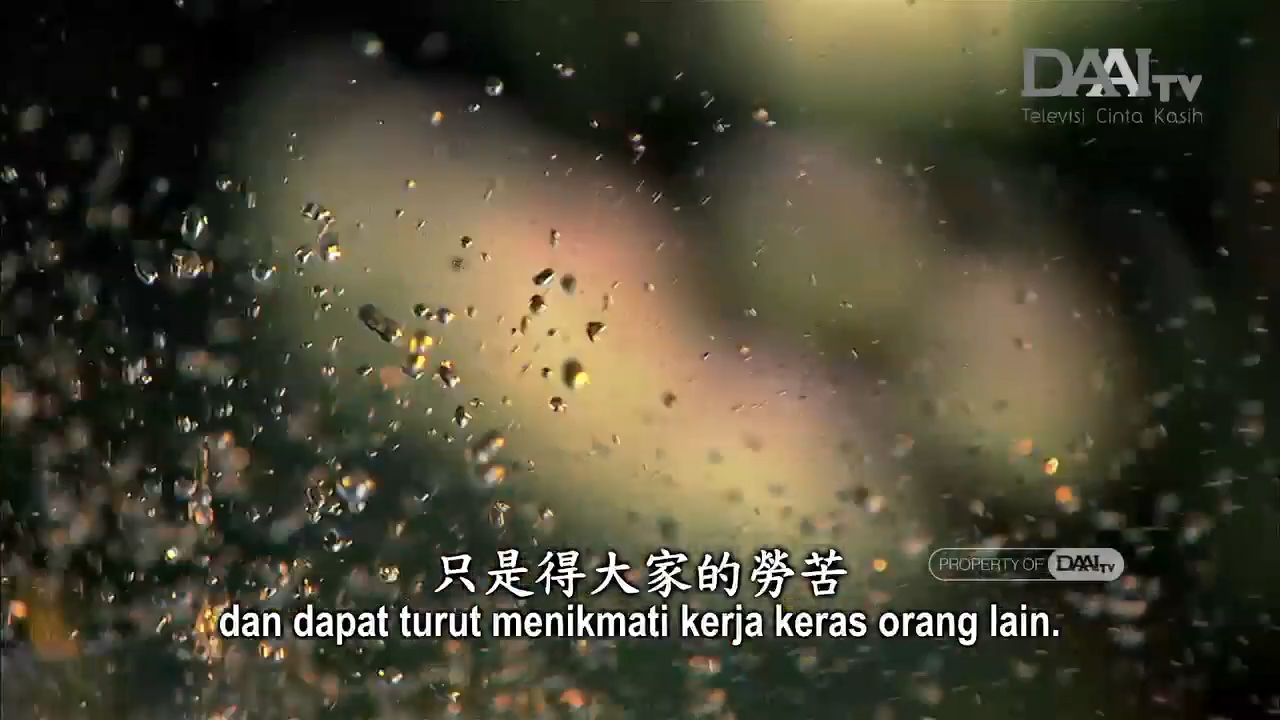 DAAI TV
Televisi Cinta Kasih
只是得大家的勞苦
PROPERTY OF DAAI TV
dan dapat turut menikmati kerja keras orang lain.